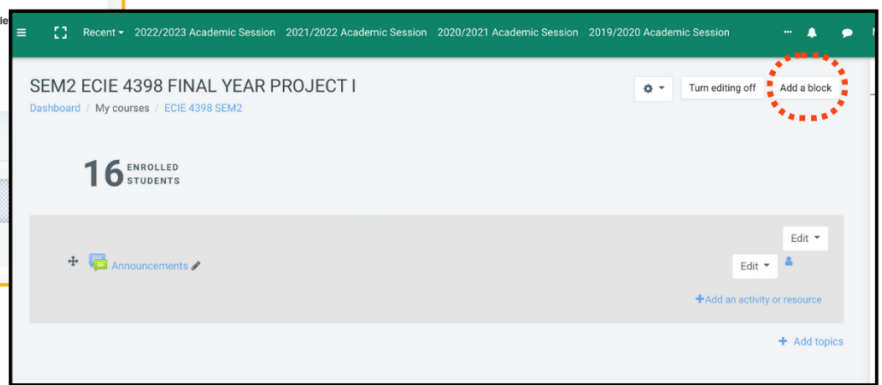 Recent 2022/2023 Academic Session 2021/2022 Academic Session 2020/2021 Academic Session 2019/2020 Academic Session
SEM2 ECIE 4398 FINAL YEAR PROJECT I
Turn editing off
Add a block
Dashboard / My courses / ECIE 4398 SEM2
16 ENROLLED
STUDENTS
Edit
Announcements
Edit
+Add an activity or resource
+ Add topics